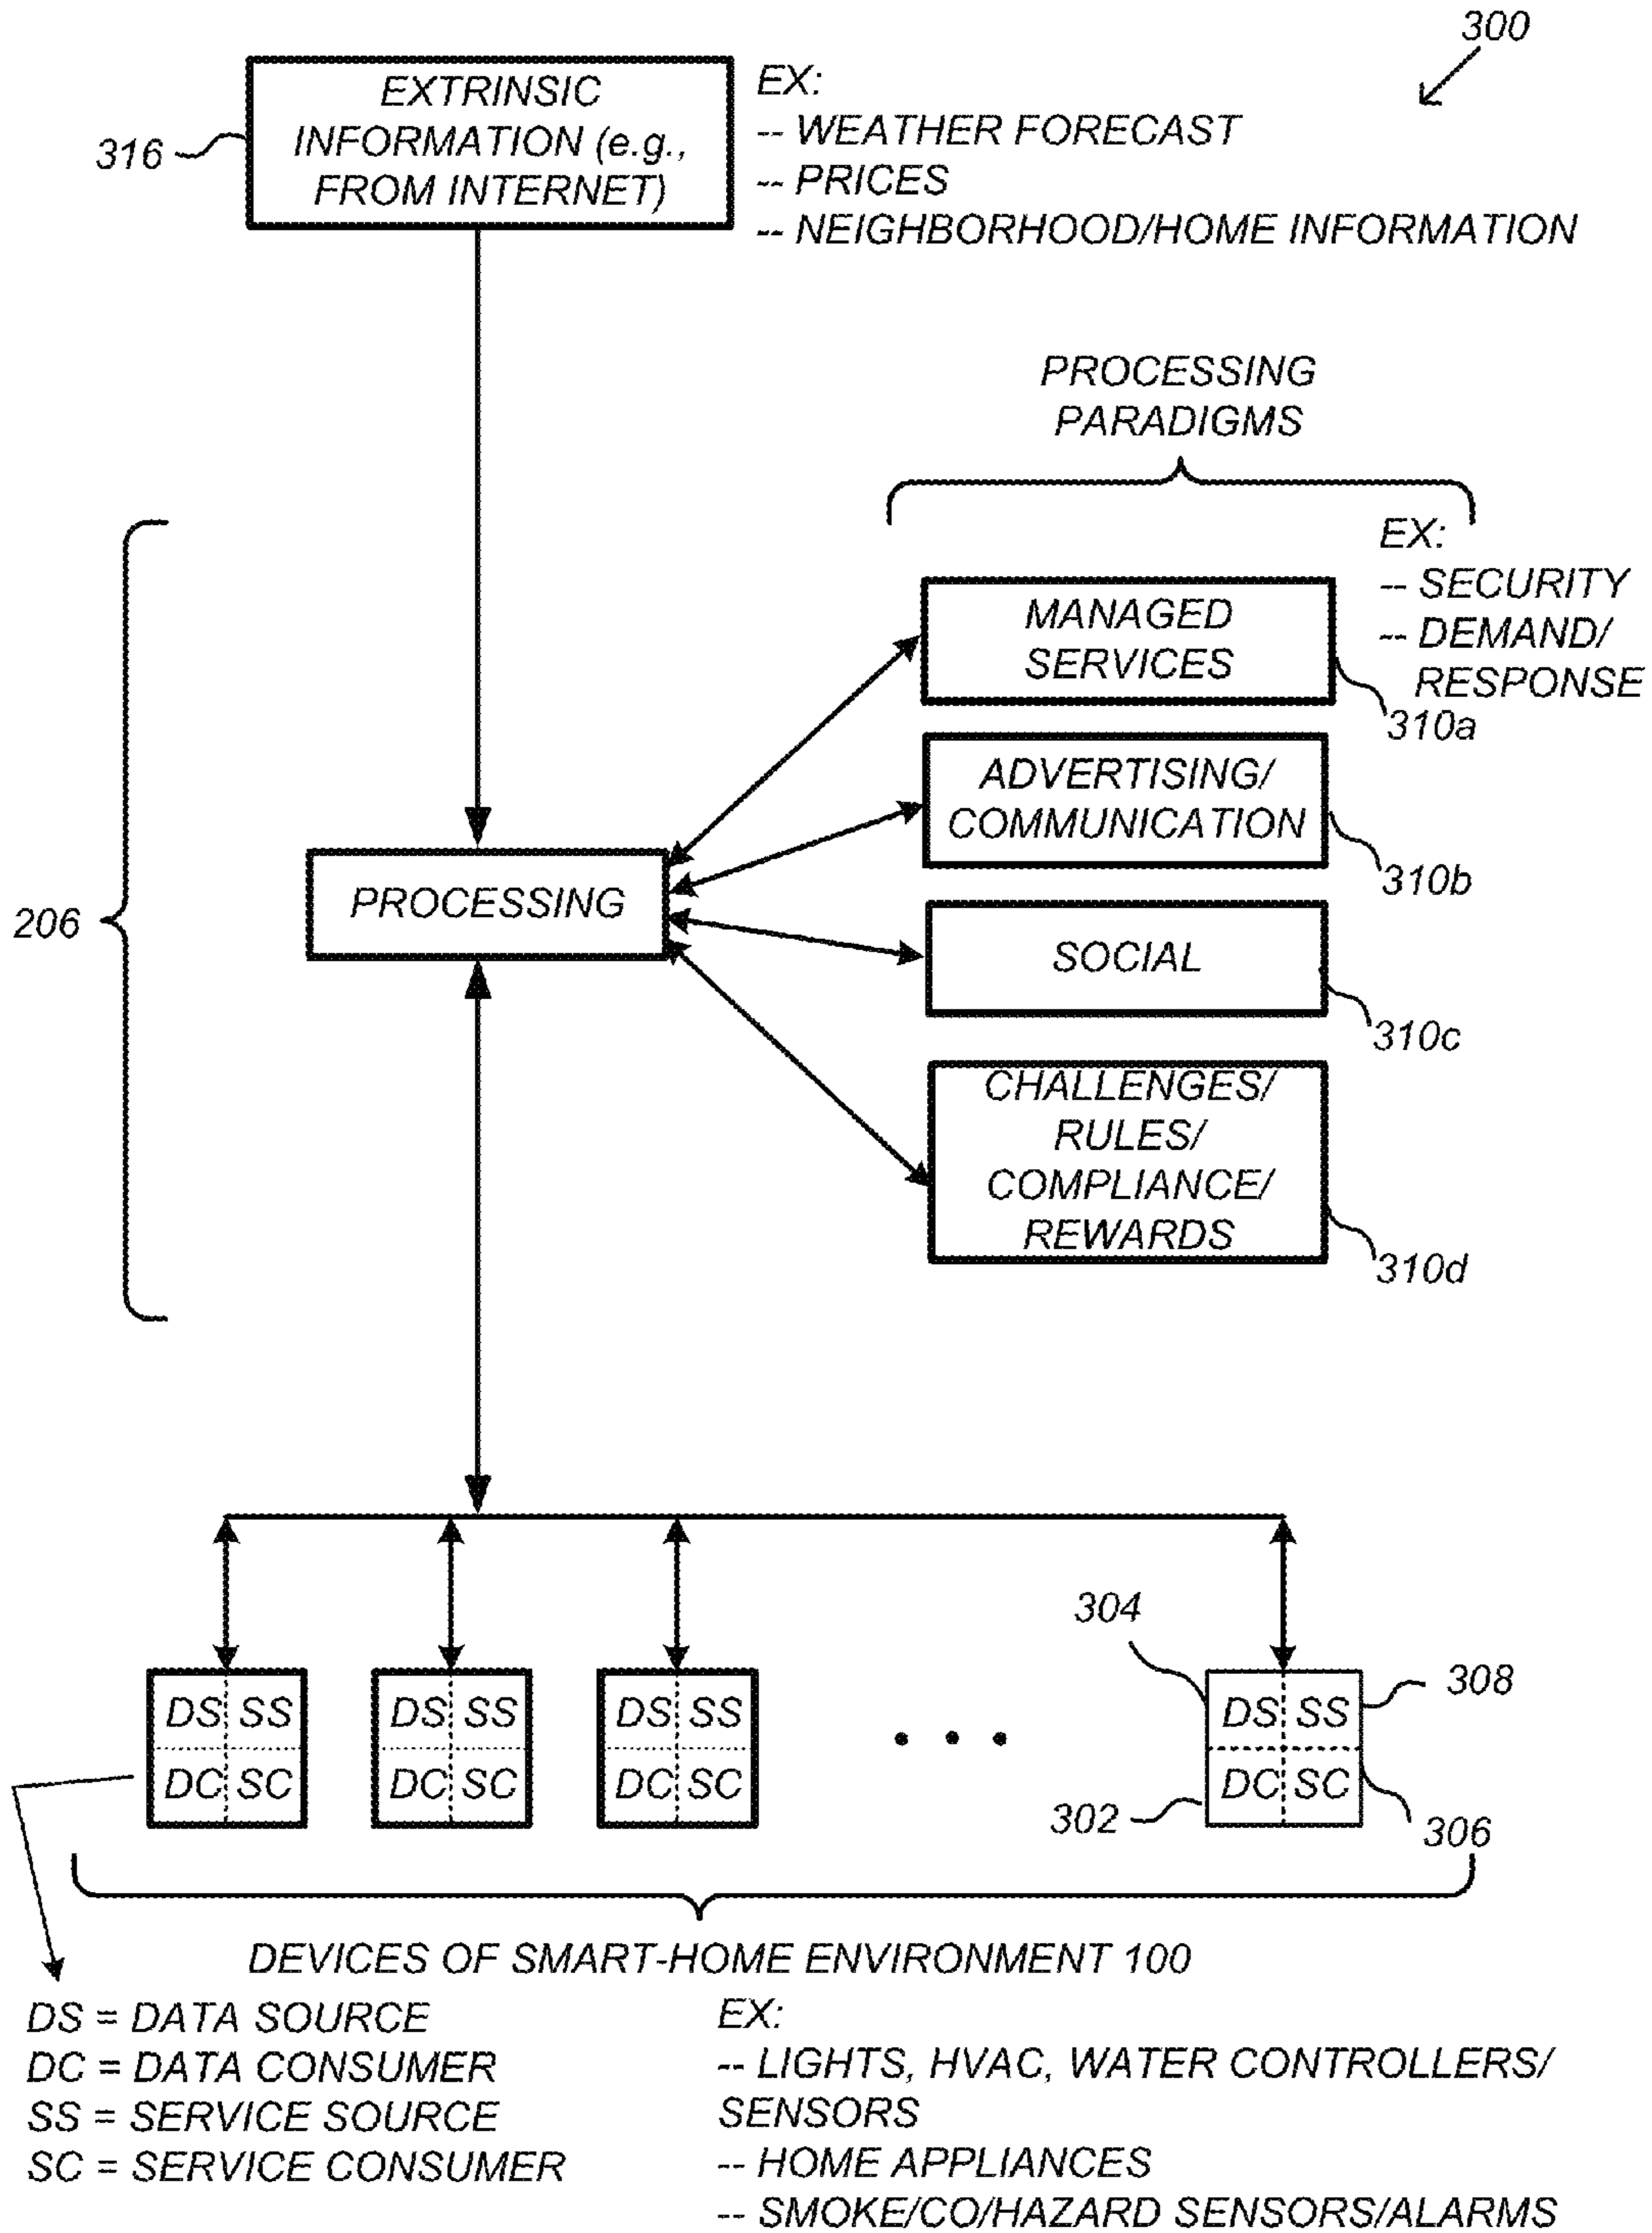 300
EXTRINSIC
INFORMATION (e.g.,
FROM INTERNET)
316
EX:
-- WEATHER FORECAST
-- PRICES
-- NEIGHBORHOOD/HOME INFORMATION
PROCESSING
PARADIGMS
EX:
-- SECURITY
-- DEMAND/
RESPONSE
MANAGED
SERVICES
310a
ADVERTISING/
COMMUNICATION
310b
206
PROCESSING
SOCIAL
310c
CHALLENGES/
RULES/
COMPLIANCE/
REWARDS
310d
304
308
DS SS
DC SC
DS SS
DC SC
DS SS
DC SC
. . .
DS SS
DC SC
302
306
DEVICES OF SMART-HOME ENVIRONMENT 100
DS = DATA SOURCE
DC = DATA CONSUMER
SS = SERVICE SOURCE
SC = SERVICE CONSUMER
EX:
-- LIGHTS, HVAC, WATER CONTROLLERS/
SENSORS
-- HOME APPLIANCES
-- SMOKE/CO/HAZARD SENSORS/ALARMS